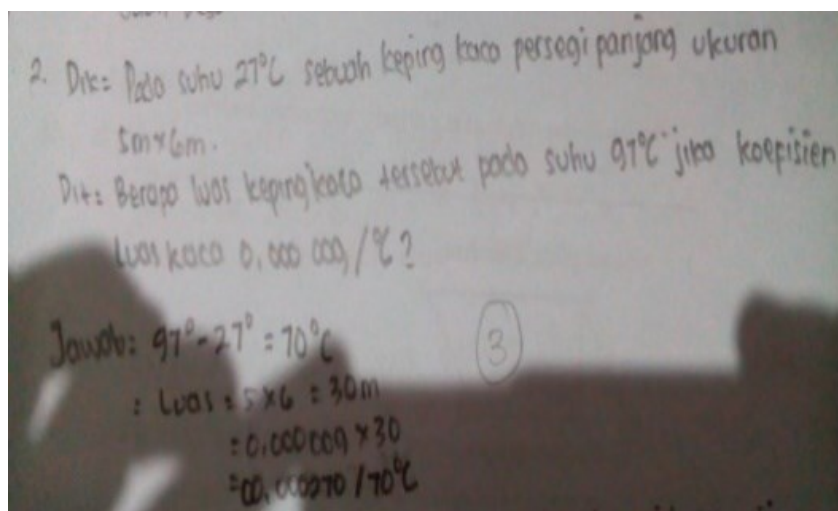 2. Dik: Pada suhu 27°C sebuah keping kaca persegi panjang ukuran
5m x 6m.
Dit: Berapa luas keping kaca tersebut pada suhu 97°C jika koefisien
luas kaca 0,000 009/°C?
Jawab: 97° - 27° = 70°C
3
: Luas = 5 x 6 = 30m
= 0,000009 x 30
= 00,000270 / 70°C